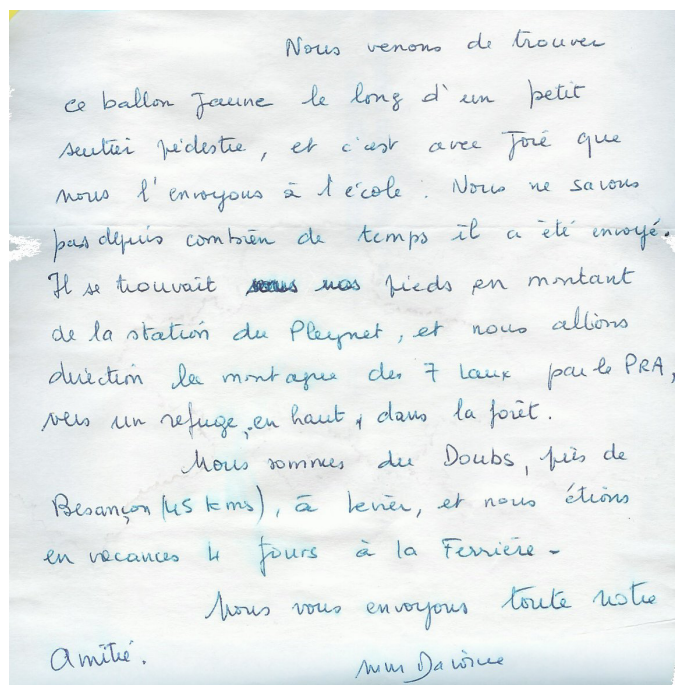 Nous venons de trouver
ce ballon jaune le long d'un petit
sentier pédestre, et c'est avec joie que
nous l'envoyons à l'école. Nous ne savons
pas depuis combien de temps il a été envoyé.
Il se trouvait sous nos pieds en montant
de la station du Pleynet, et nous allions
direction la montagne des 7 Laux par le PRA,
vers un refuge, en haut, dans la forêt.
Nous sommes du Doubs, près de
Besançon (45 kms), à Levier, et nous étions
en vacances 4 jours à la Ferrière -
Nous vous envoyons toute notre
Amitié.